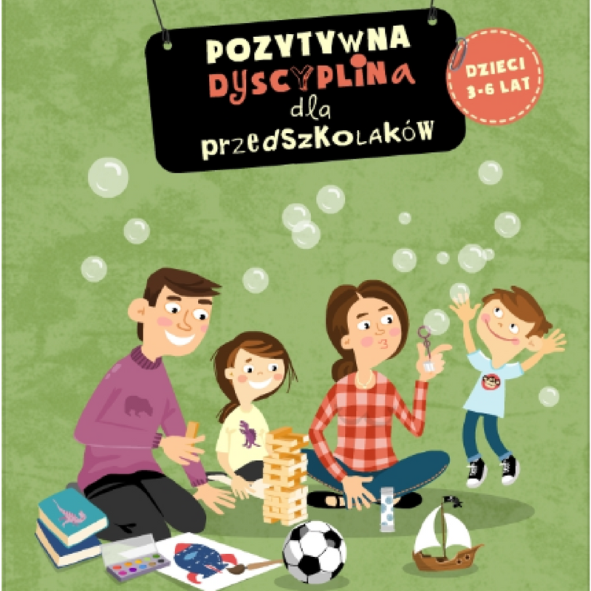 POZYTYWNA
DYSCYPLINA
dla
przedszkolaków
DZIECI
3-6 LAT